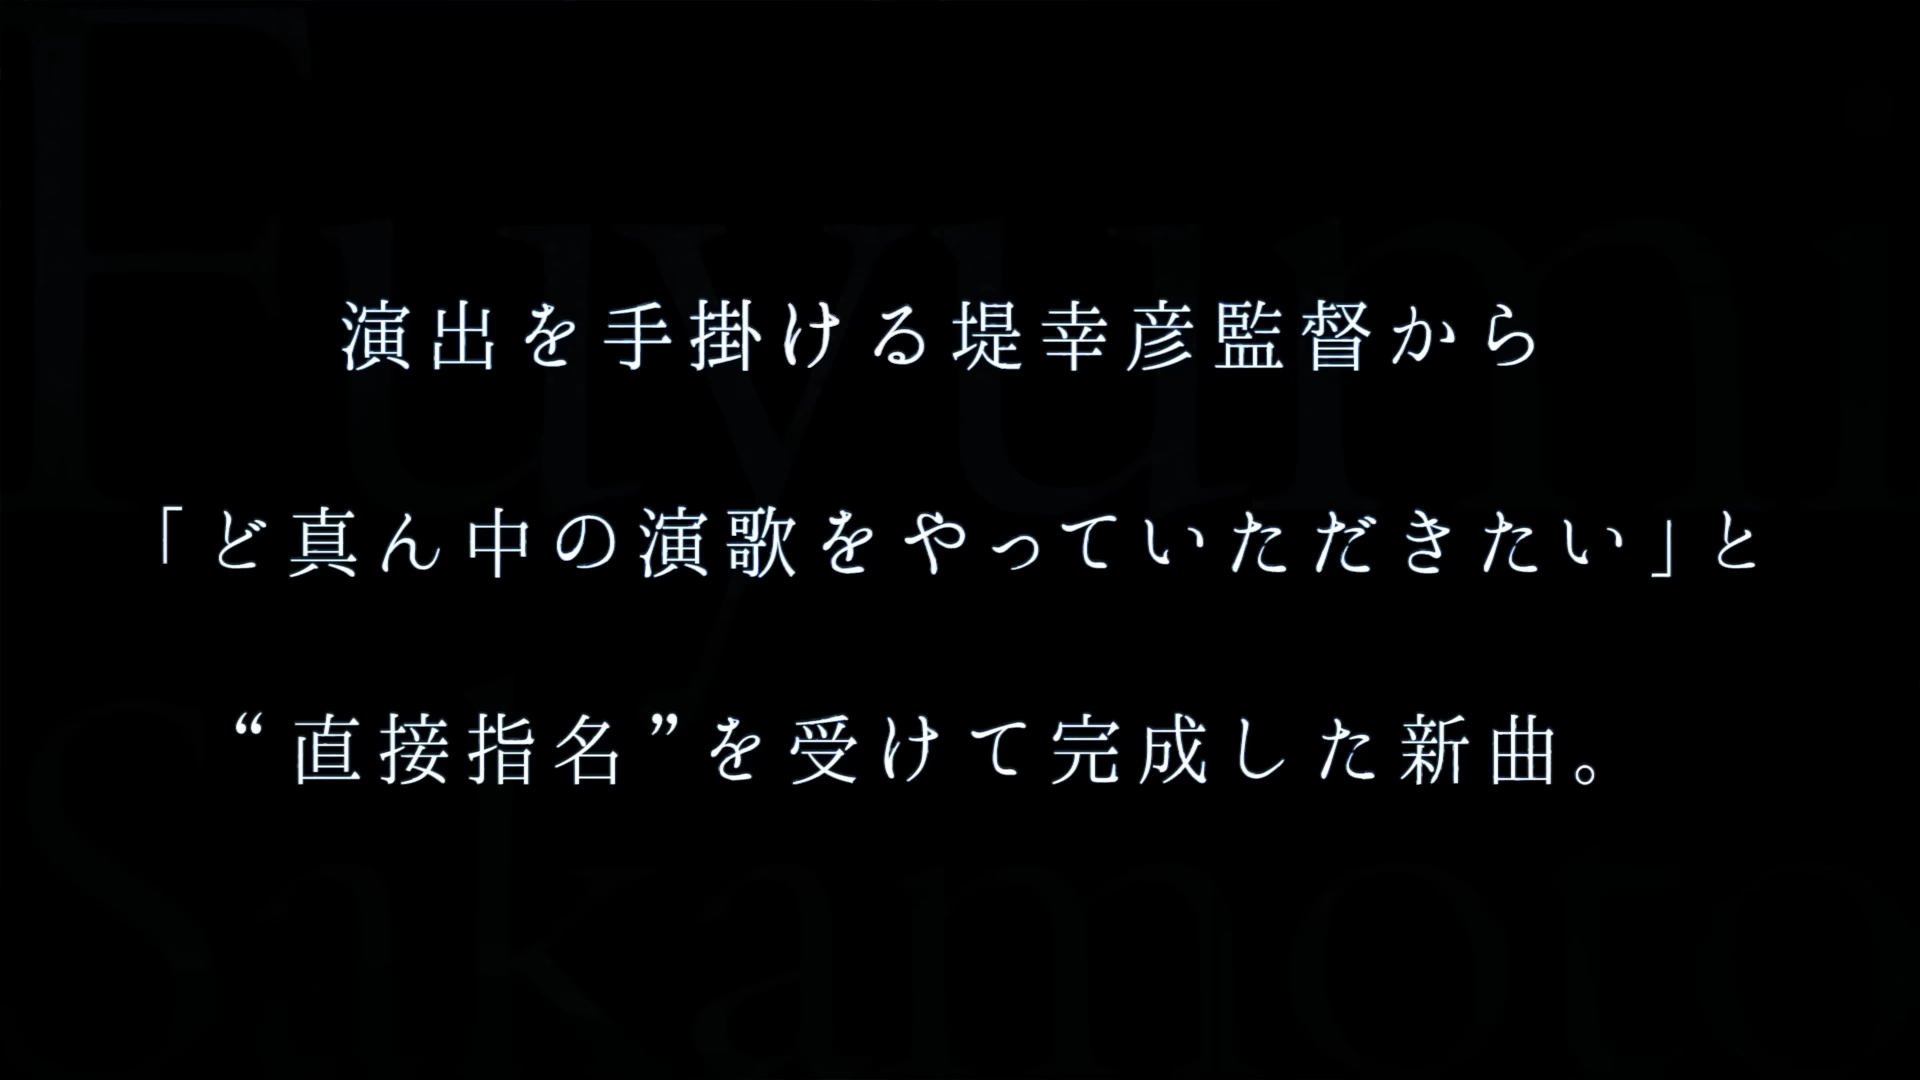 Fuyumi
演出を手掛ける堤幸彦監督から
「ど真ん中の演歌をやっていただきたい」と
“直接指名”を受けて完成した新曲。
Sakamoto